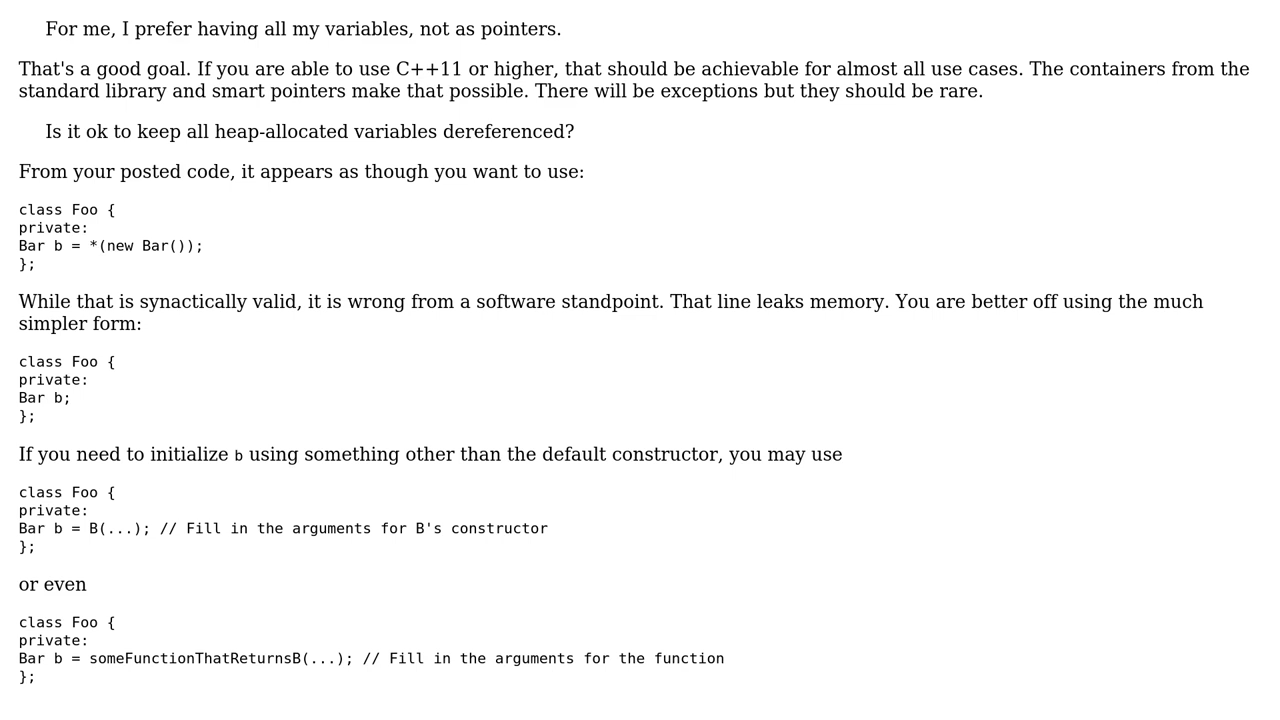 For me, I prefer having all my variables, not as pointers.
That's a good goal. If you are able to use C++11 or higher, that should be achievable for almost all use cases. The containers from the
standard library and smart pointers make that possible. There will be exceptions but they should be rare.
Is it ok to keep all heap-allocated variables dereferenced?
From your posted code, it appears as though you want to use:
class Foo {
private:
Bar b = *(new Bar());
};
While that is synactically valid, it is wrong from a software standpoint. That line leaks memory. You are better off using the much
simpler form:
class Foo {
private:
Bar b;
};
If you need to initialize b using something other than the default constructor, you may use
class Foo {
private:
Bar b = B(...); // Fill in the arguments for B's constructor
};
or even
class Foo {
private:
Bar b = someFunctionThatReturnsB(...); // Fill in the arguments for the function
};